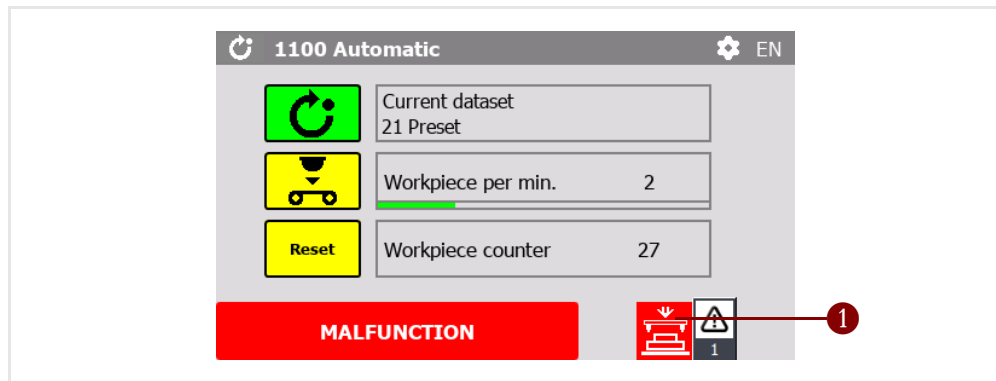 1100 Automatic EN
Current dataset
21 Preset
Workpiece per min. 2
Reset Workpiece counter 27
MALFUNCTION
1
1